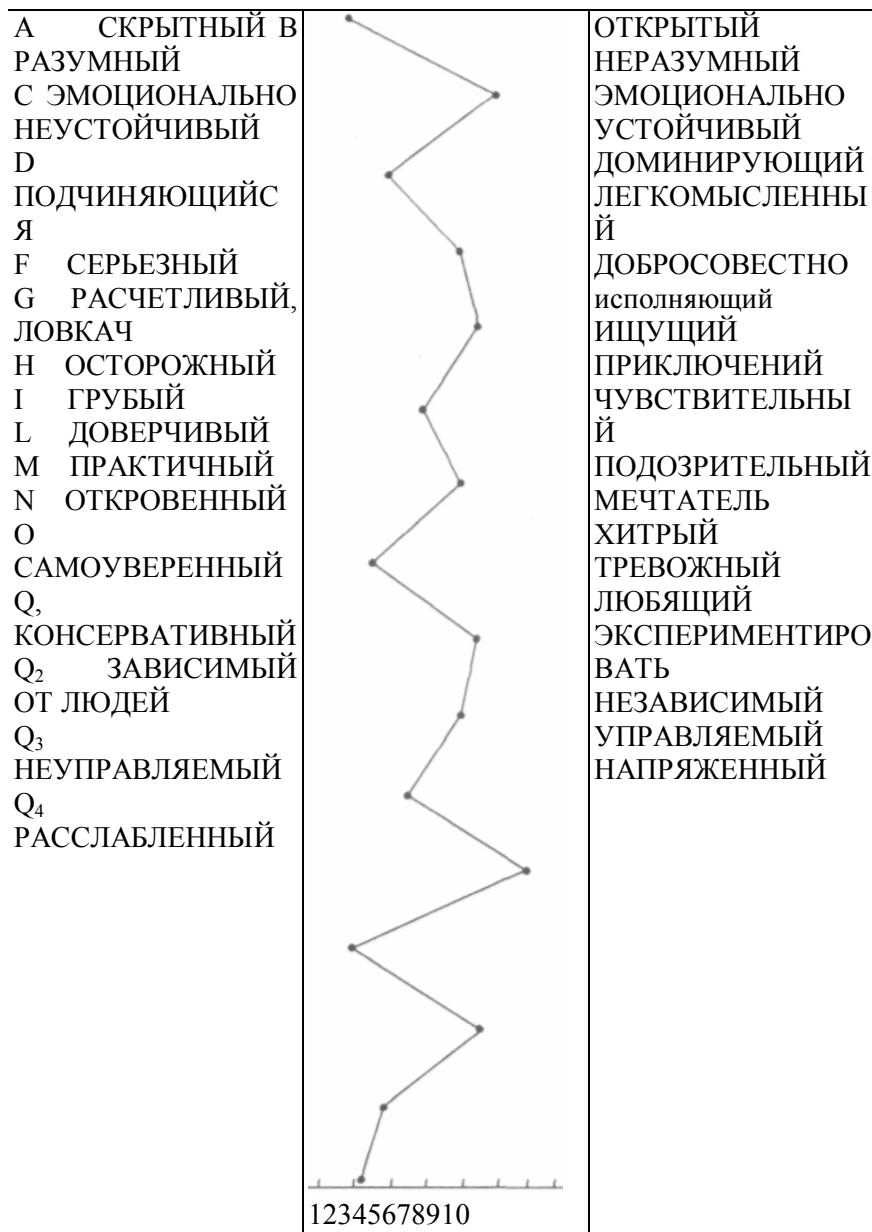 A СКРЫТНЫЙ В
РАЗУМНЫЙ
С ЭМОЦИОНАЛЬНО
НЕУСТОЙЧИВЫЙ
D
ПОДЧИНЯЮЩИЙС
Я
F СЕРЬЕЗНЫЙ
G РАСЧЕТЛИВЫЙ,
ЛОВКАЧ
H ОСТОРОЖНЫЙ
I ГРУБЫЙ
L ДОВЕРЧИВЫЙ
M ПРАКТИЧНЫЙ
N ОТКРОВЕННЫЙ
O
САМОУВЕРЕННЫЙ
Q,
КОНСЕРВАТИВНЫЙ
Q₂ ЗАВИСИМЫЙ
ОТ ЛЮДЕЙ
Q₃
НЕУПРАВЛЯЕМЫЙ
Q₄
РАССЛАБЛЕННЫЙ
12345678910
ОТКРЫТЫЙ
НЕРАЗУМНЫЙ
ЭМОЦИОНАЛЬНО
УСТОЙЧИВЫЙ
ДОМИНИРУЮЩИЙ
ЛЕГКОМЫСЛЕННЫ
Й
ДОБРОСОВЕСТНО
исполняющий
ИЩУЩИЙ
ПРИКЛЮЧЕНИЙ
ЧУВСТВИТЕЛЬНЫ
Й
ПОДОЗРИТЕЛЬНЫЙ
МЕЧТАТЕЛЬ
ХИТРЫЙ
ТРЕВОЖНЫЙ
ЛЮБЯЩИЙ
ЭКСПЕРИМЕНТИРО
ВАТЬ
НЕЗАВИСИМЫЙ
УПРАВЛЯЕМЫЙ
НАПРЯЖЕННЫЙ